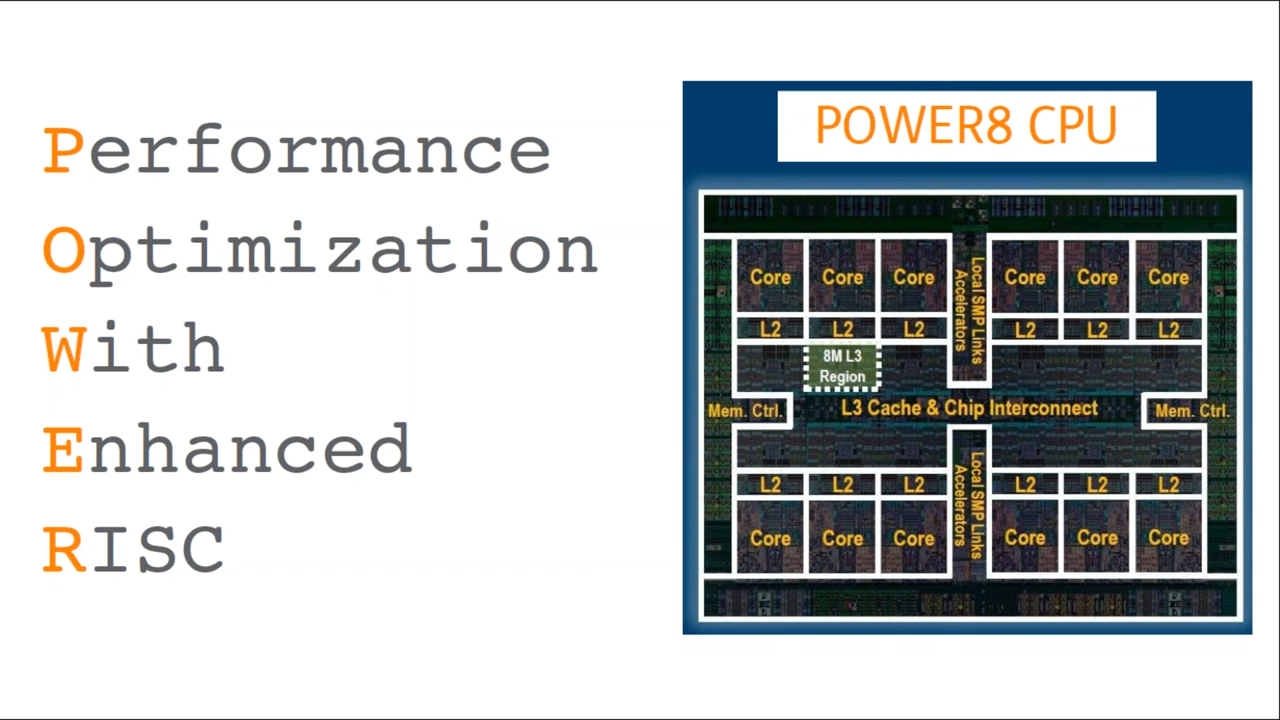 Performance
Optimization
With
Enhanced
RISC
POWER8 CPU
Core Core Core Core Core Core
Local SMP Links
Accelerators
L2 L2 L2 L2 L2 L2
8M L3
Region
Mem. Ctrl. L3 Cache & Chip Interconnect Mem. Ctrl.
L2 L2 L2 L2 L2 L2
Local SMP Links
Accelerators
Core Core Core Core Core Core